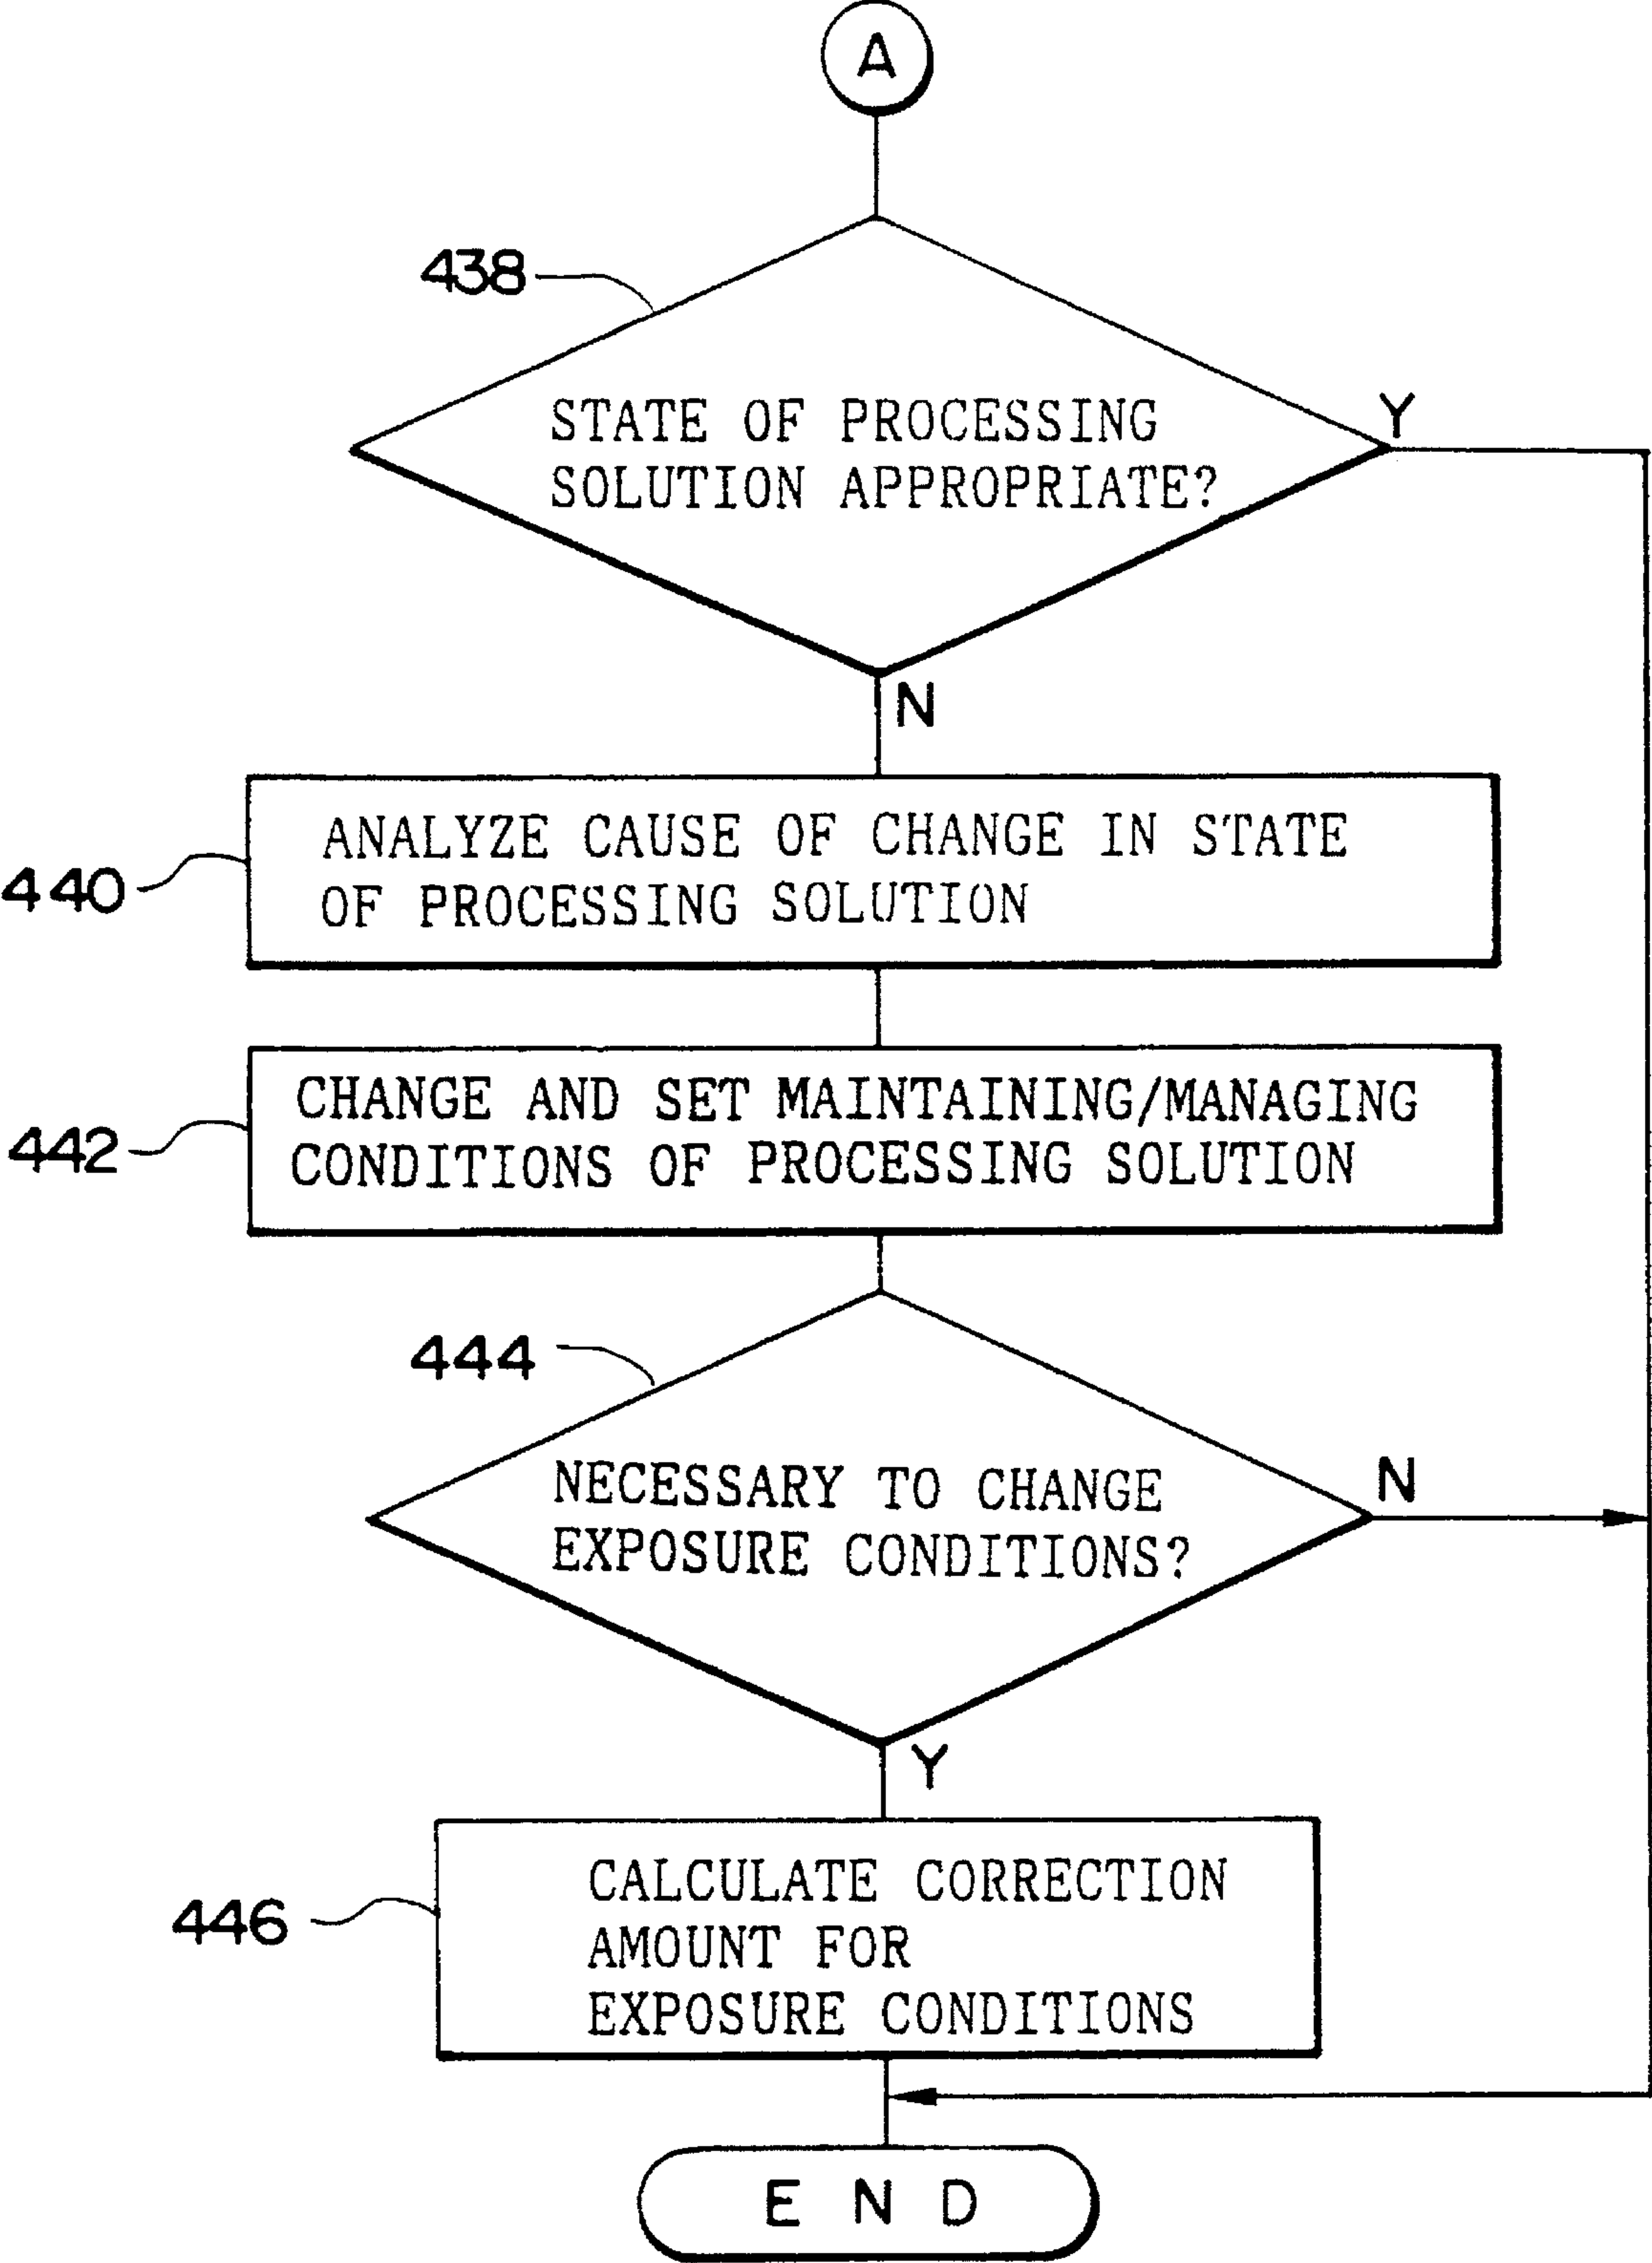 A
438
STATE OF PROCESSING
SOLUTION APPROPRIATE?
Y
N
440
ANALYZE CAUSE OF CHANGE IN STATE
OF PROCESSING SOLUTION
442
CHANGE AND SET MAINTAINING/MANAGING
CONDITIONS OF PROCESSING SOLUTION
444
NECESSARY TO CHANGE
EXPOSURE CONDITIONS?
N
Y
446
CALCULATE CORRECTION
AMOUNT FOR
EXPOSURE CONDITIONS
END